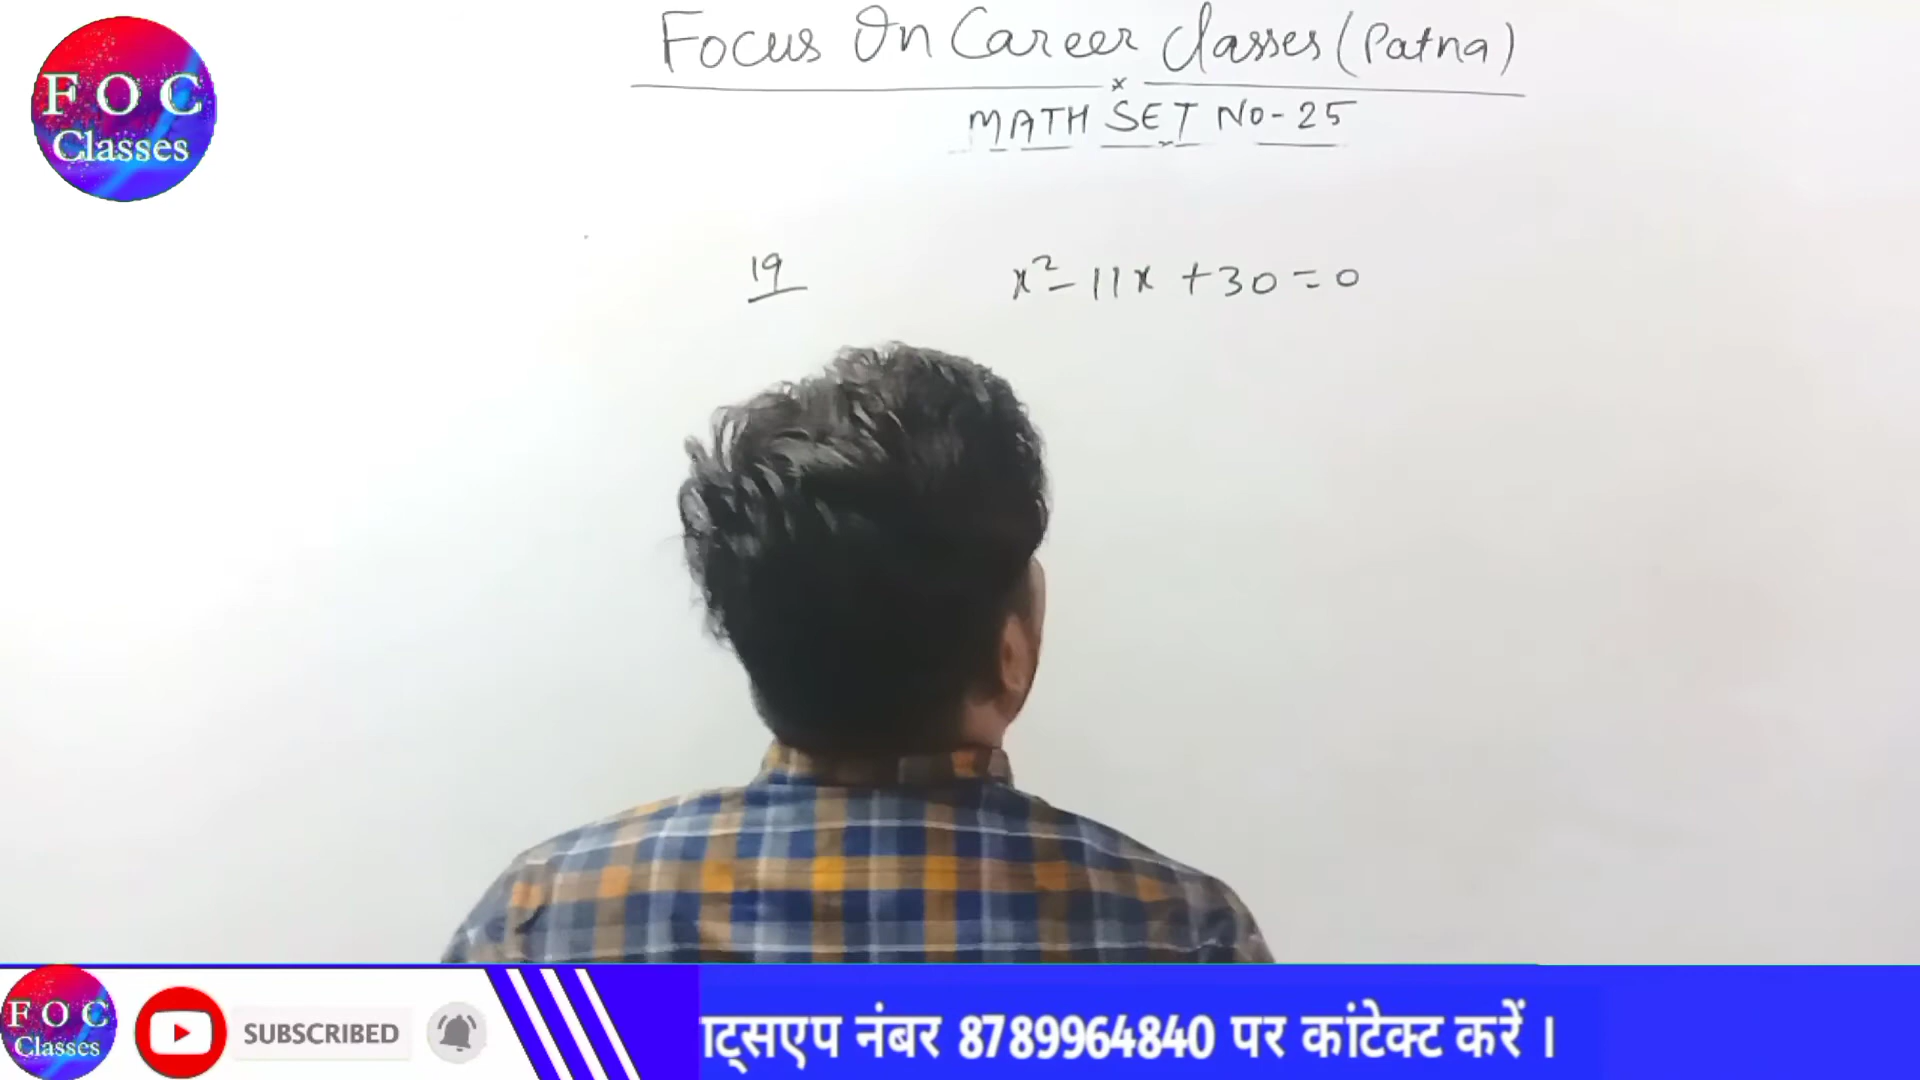 F O C
Classes
Focus On Career Classes (Patna)
MATH SET No-25
19
x² - 11x + 30 = 0
F O C
Classes
SUBSCRIBED
ाट्सएप नंबर 8789964840 पर कांटेक्ट करें ।